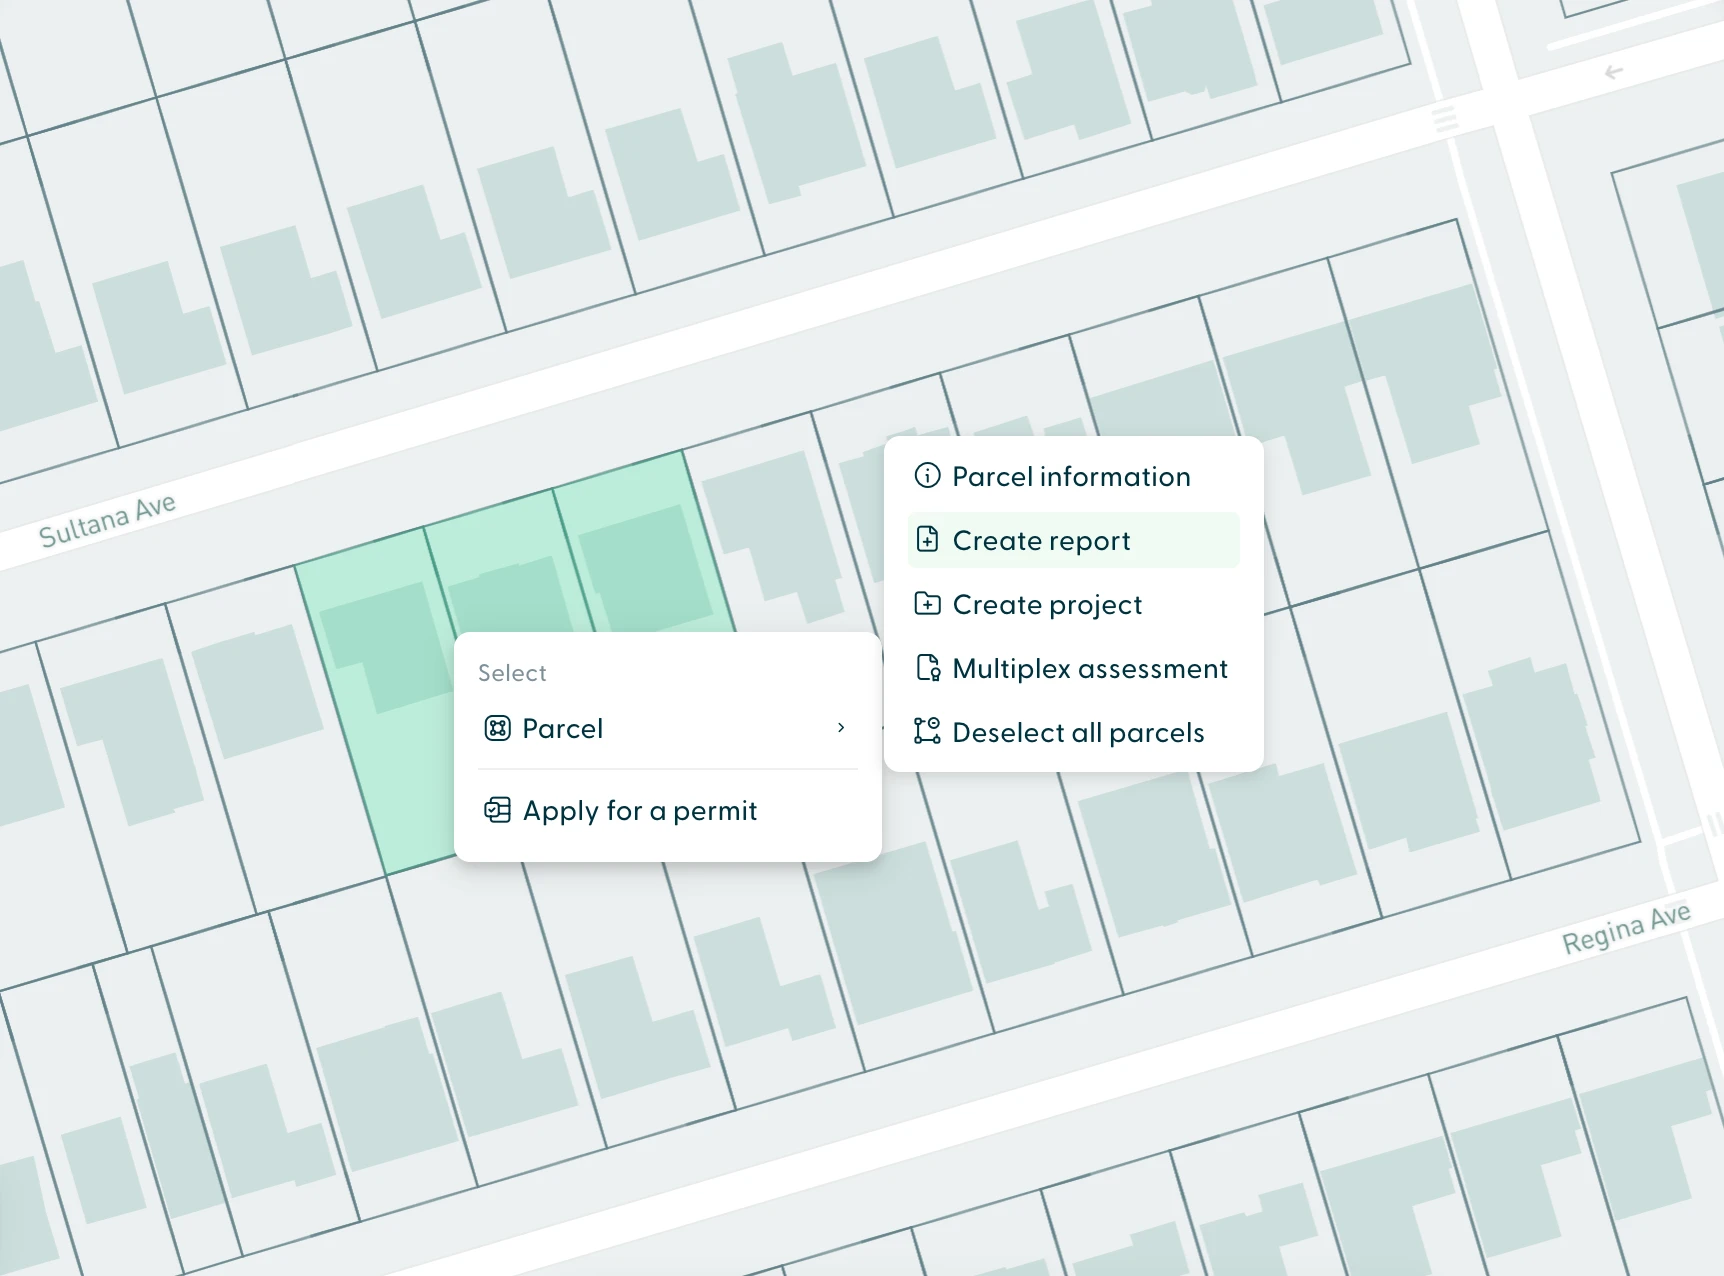 Sultana Ave
Select
Parcel
Apply for a permit
Parcel information
Create report
Create project
Multiplex assessment
Deselect all parcels
Regina Ave